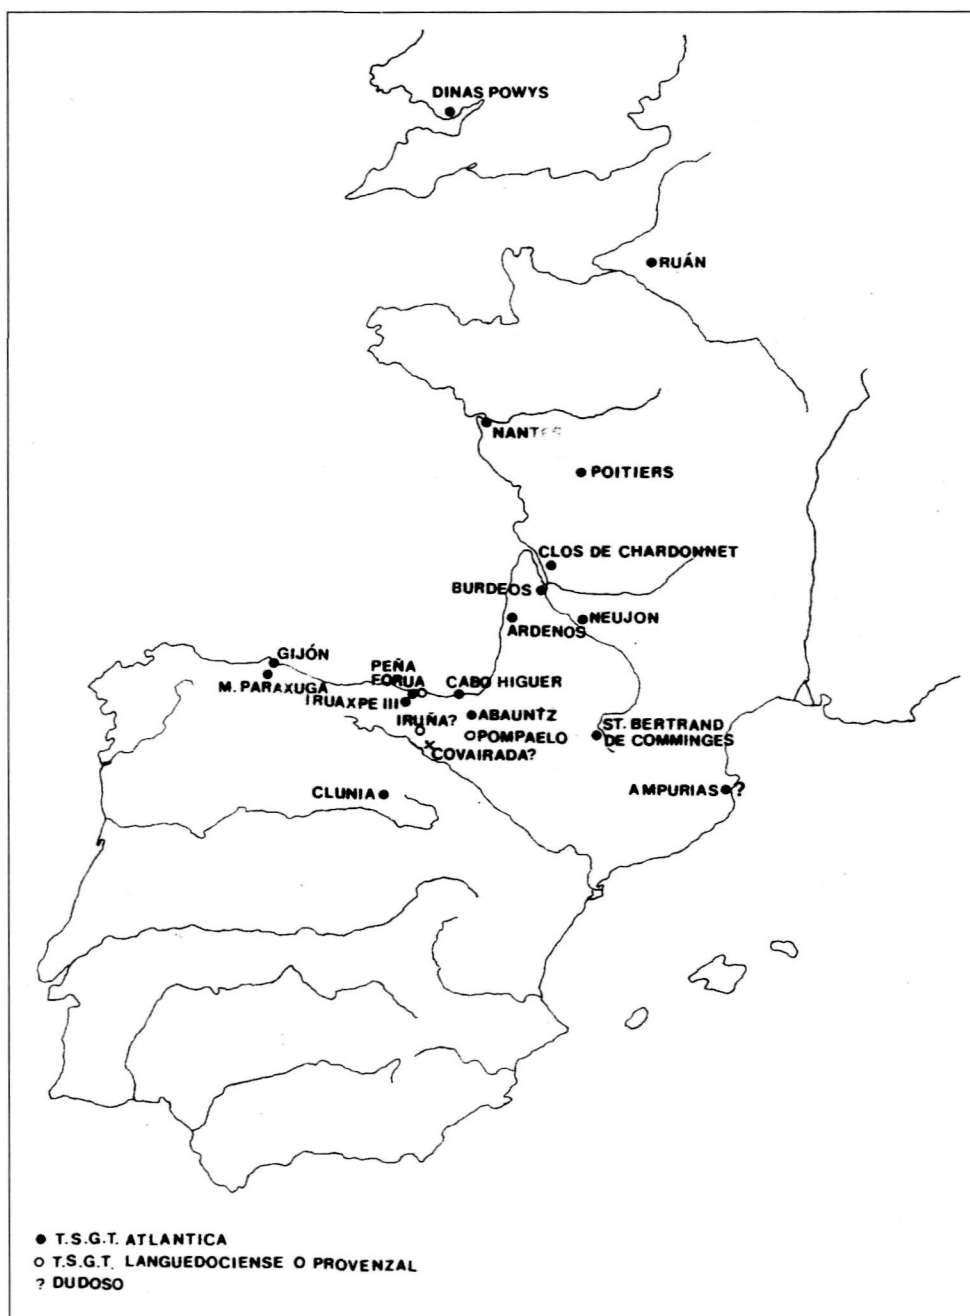 DINAS POWYS
RUÁN
NANTES
POITIERS
CLOS DE CHARDONNET
BURDEOS
NEUJON
ARDENOS
GIJÓN
M. PARAXUGA
PEÑA
FORUA
CABO HIGUER
IRUAXPE III
ABAUNTZ
IRUÑA?
POMPAELO
ST. BERTRAND
DE COMMINGES
COVAIRADA?
CLUNIA
AMPURIAS ?
T.S.G.T. ATLANTICA
T.S.G.T. LANGUEDOCIENSE O PROVENZAL
? DUDOSO